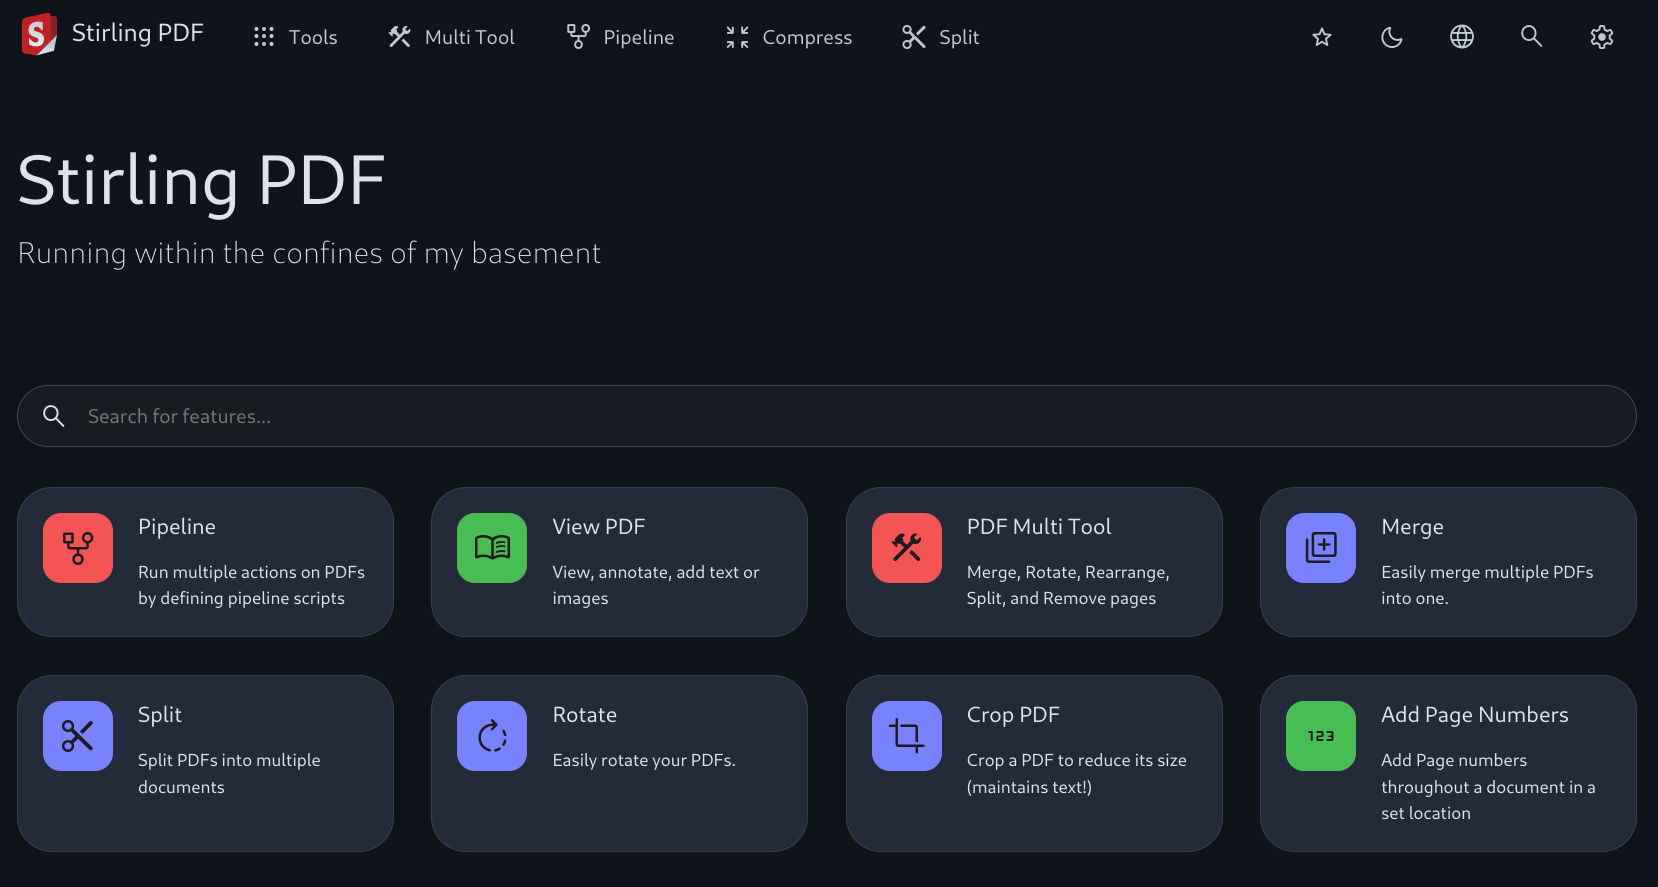 Stirling PDF
Tools
Multi Tool
Pipeline
Compress
Split
Stirling PDF
Running within the confines of my basement
Search for features...
Pipeline
Run multiple actions on PDFs
by defining pipeline scripts
View PDF
View, annotate, add text or
images
PDF Multi Tool
Merge, Rotate, Rearrange,
Split, and Remove pages
Merge
Easily merge multiple PDFs
into one.
Split
Split PDFs into multiple
documents
Rotate
Easily rotate your PDFs.
Crop PDF
Crop a PDF to reduce its size
(maintains text!)
123
Add Page Numbers
Add Page numbers
throughout a document in a
set location